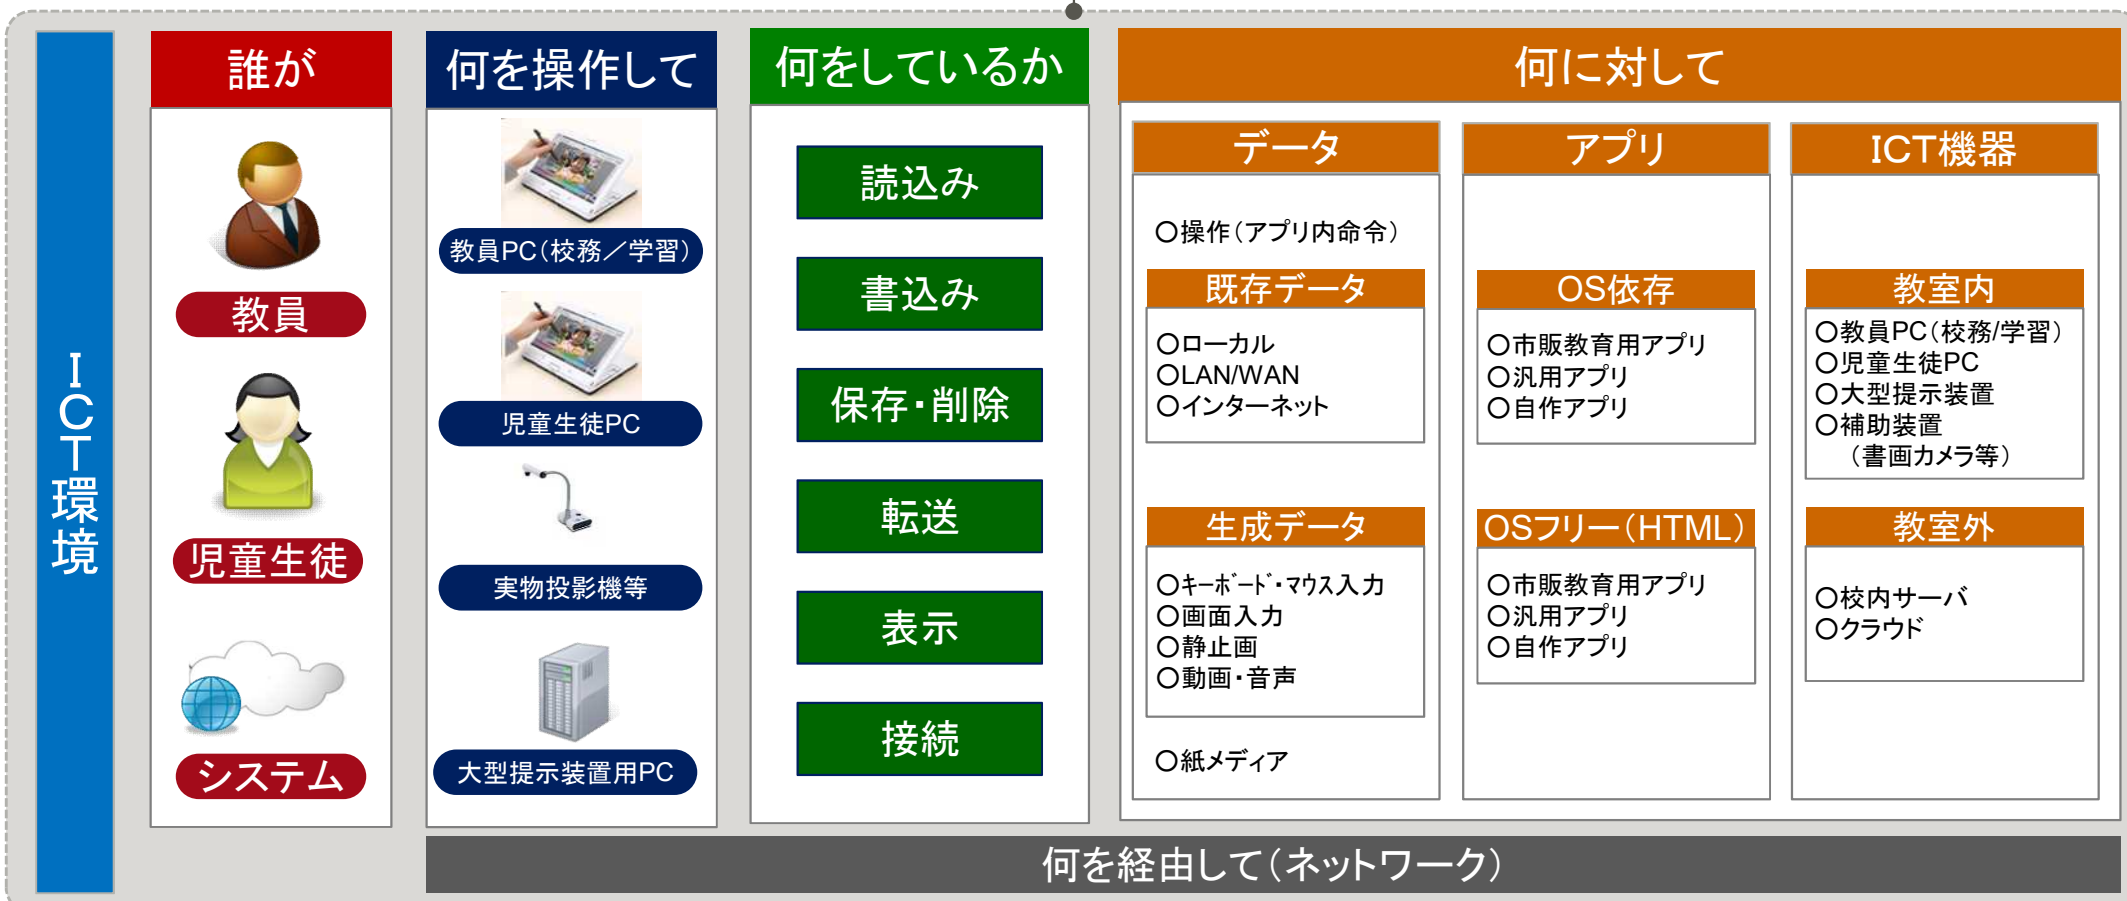 ICT環境
誰が
教員
児童生徒
システム
何を操作して
教員PC（校務／学習）
児童生徒PC
実物投影機等
大型提示装置用PC
何をしているか
読込み
書込み
保存・削除
転送
表示
接続
何に対して
データ
○操作（アプリ内命令）
既存データ
○ローカル
○LAN/WAN
○インターネット
生成データ
○ｷｰﾎﾞｰﾄﾞ・ﾏｳｽ入力
○画面入力
○静止画
○動画・音声
○紙メディア
アプリ
OS依存
○市販教育用アプリ
○汎用アプリ
○自作アプリ
OSフリー（HTML）
○市販教育用アプリ
○汎用アプリ
○自作アプリ
ICT機器
教室内
○教員PC（校務/学習）
○児童生徒PC
○大型提示装置
○補助装置
（書画カメラ等）
教室外
○校内サーバ
○クラウド
何を経由して（ネットワーク）